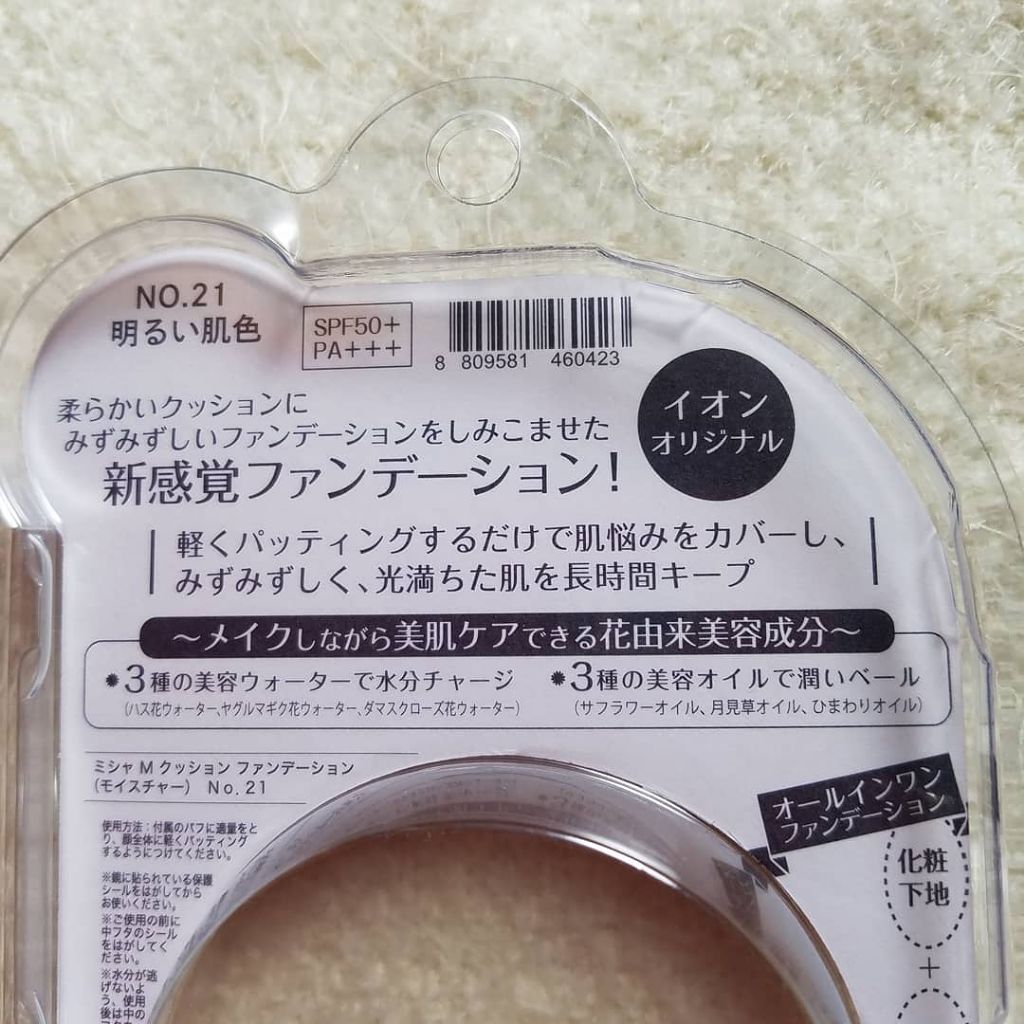 NO.21
明るい肌色
SPF50+
PA+++
8 809581 460423
イオン
オリジナル
柔らかいクッションに
みずみずしいファンデーションをしみこませた
新感覚ファンデーション!
軽くパッティングするだけで肌悩みをカバーし、
みずみずしく、光満ちた肌を長時間キープ
〜メイクしながら美肌ケアできる花由来美容成分〜
3種の美容ウォーターで水分チャージ
(ハス花ウォーター、ヤグルマギク花ウォーター、ダマスクローズ花ウォーター)
3種の美容オイルで潤いベール
(サフラワーオイル、月見草オイル、ひまわりオイル)
ミシャ M クッション ファンデーション
(モイスチャー) No.21
使用方法:付属のパフに適量をと
り、顔全体に軽くパッティング
するようにつけてください。
※鏡に貼られている保護
シールをはがしてから
お使いください。
※ご使用の前に
中フタのシール
をはがしてく
ださい。
※水分が逃
げないよ
う、使用
後は中の
オールインワン
ファンデーション
化粧
下地
+